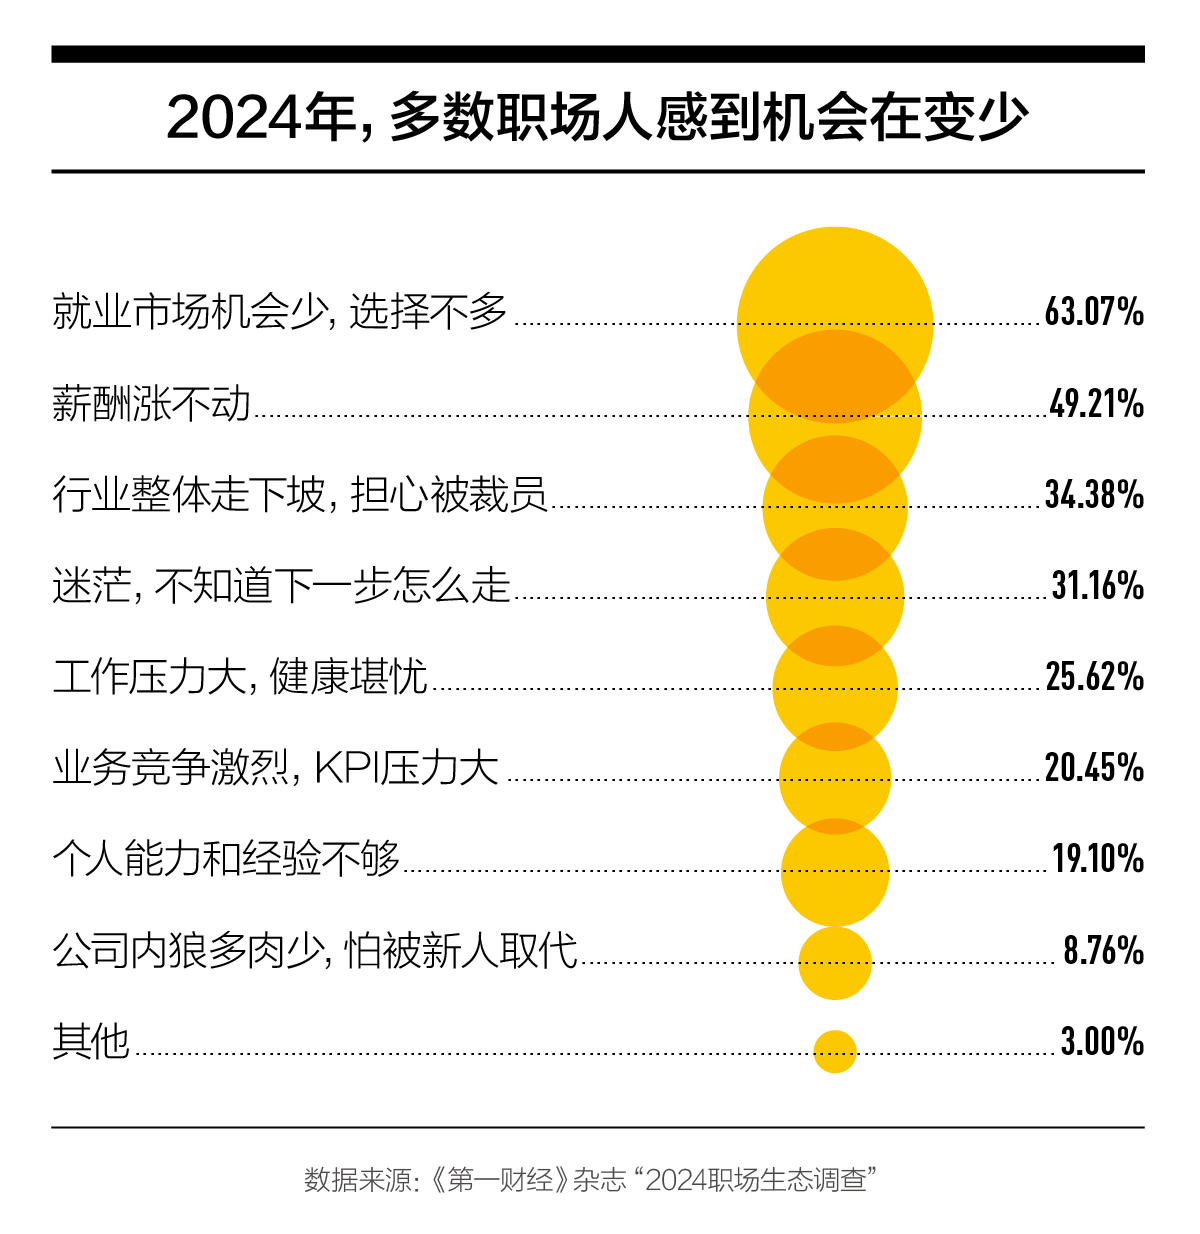 2024年，多数职场人感到机会在变少
就业市场机会少，选择不多 63.07%
薪酬涨不动 49.21%
行业整体走下坡，担心被裁员 34.38%
迷茫，不知道下一步怎么走 31.16%
工作压力大，健康堪忧 25.62%
业务竞争激烈，KPI压力大 20.45%
个人能力和经验不够 19.10%
公司内狼多肉少，怕被新人取代 8.76%
其他 3.00%
数据来源：《第一财经》杂志“2024职场生态调查”